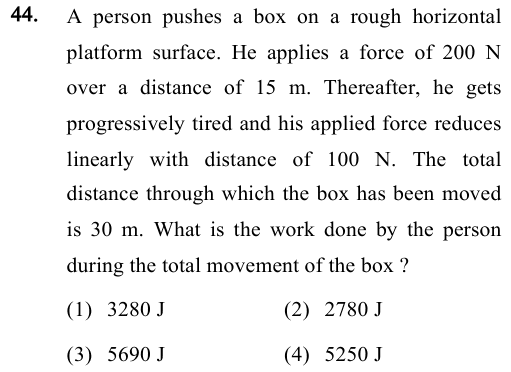 44. A person pushes a box on a rough horizontal
platform surface. He applies a force of 200 N
over a distance of 15 m. Thereafter, he gets
progressively tired and his applied force reduces
linearly with distance of 100 N. The total
distance through which the box has been moved
is 30 m. What is the work done by the person
during the total movement of the box ?
(1) 3280 J (2) 2780 J
(3) 5690 J (4) 5250 J